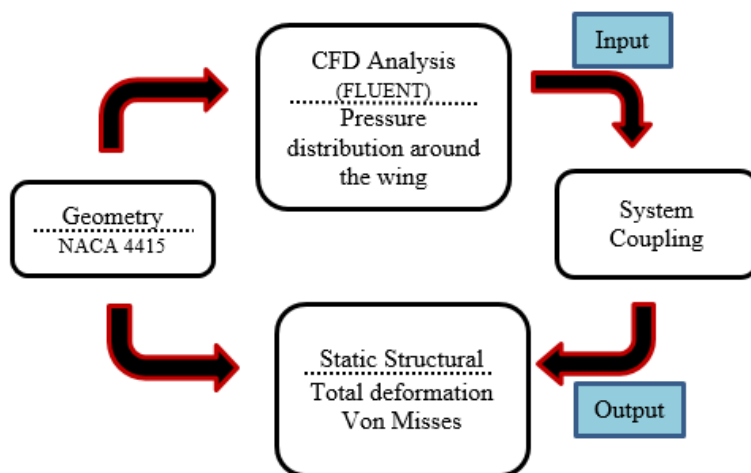 CFD Analysis
(FLUENT)
Pressure
distribution around
the wing
Input
Geometry
NACA 4415
System
Coupling
Static Structural
Total deformation
Von Misses
Output